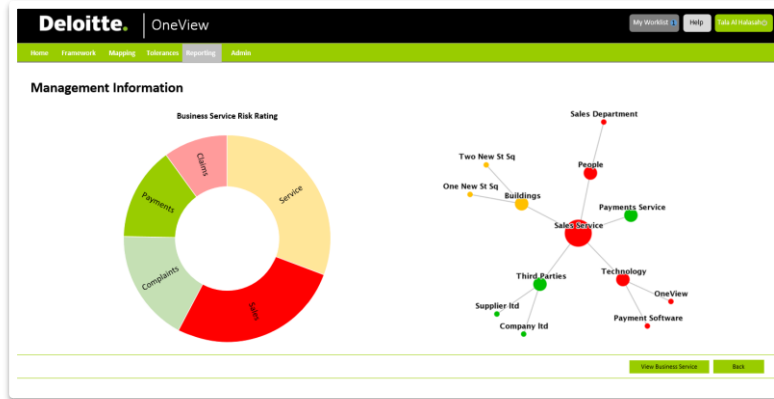 Deloitte. OneView
My Worklist 1 Help Tala Al Halasah
Home Framework Mapping Tolerances Reporting Admin
Management Information
Business Service Risk Rating
Claims
Service
Payments
Complaints
Sales
Sales Department
Two New St Sq
People
One New St Sq
Buildings
Payments Service
Sales Service
Third Parties
Technology
OneView
Supplier ltd
Payment Software
Company ltd
View Business Service Back